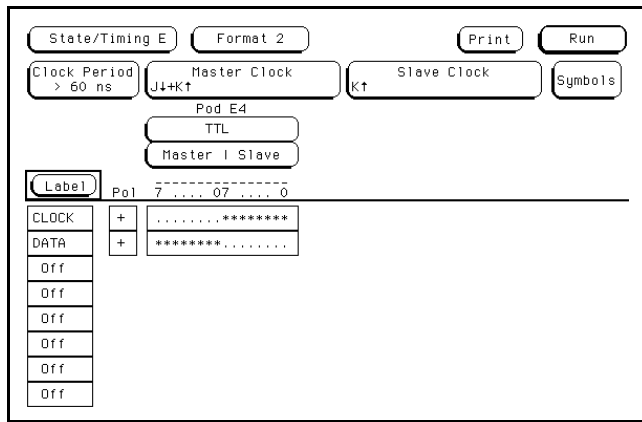 State/Timing E Format 2 Print Run
Clock Period Master Clock Slave Clock Symbols
> 60 ns J↓+K↑ K↑
Pod E4
TTL
Master | Slave
Label Pol 7 .... 07 .... 0
CLOCK + ........********
DATA + ********........
Off
Off
Off
Off
Off
Off